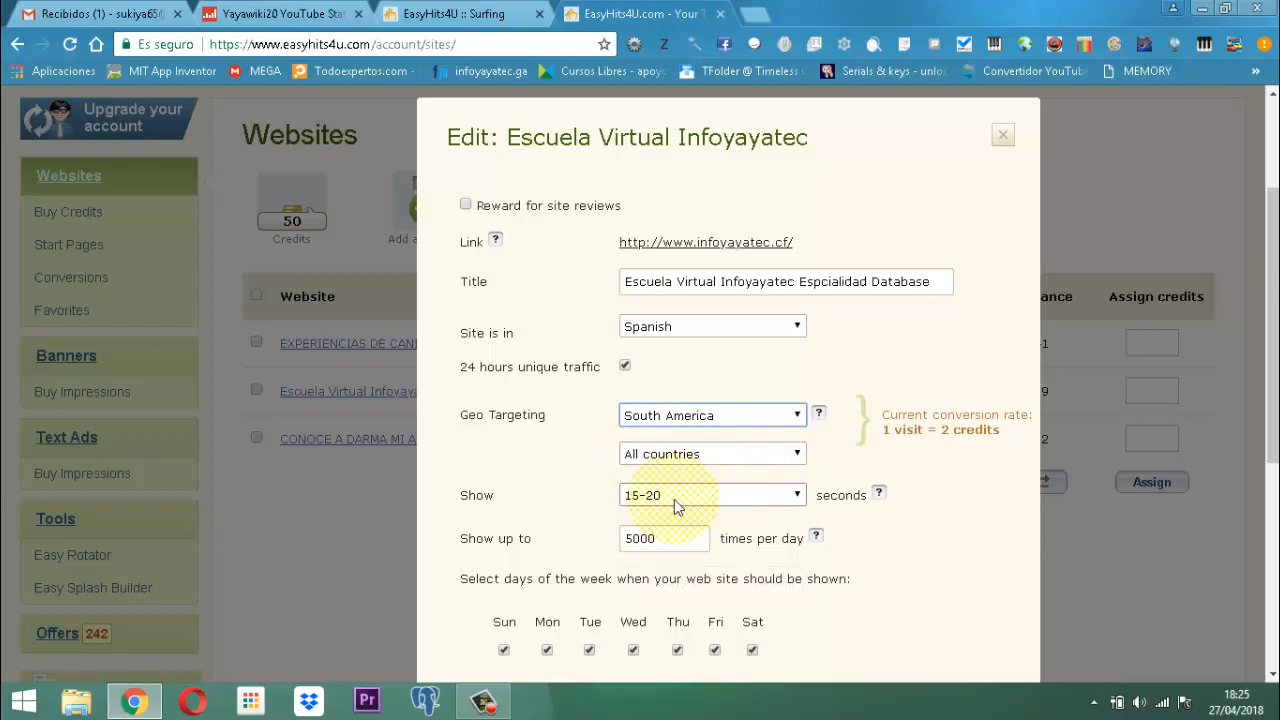 Recibidos (6) - sukiya65@
Yayawiki20 YouTube Stat
EasyHits4U :: Surfing
EasyHits4U.com - Your T
Es seguro
https://www.easyhits4u.com/account/sites/
Aplicaciones
MIT App Inventor
MEGA
Todoexpertos.com -
infoyayatec.ga
Cursos Libres - apoyo
TFolder @ Timeless
Serials & keys - unloc
Convertidor YouTub
MEMORY
»
Upgrade your
account
Websites
Buy Credits
Start Pages
Conversions
Favorites
Banners
Buy Impressions
Text Ads
Buy Impressions
Tools
Easy Rotator
Easy Splash Builder
Offers 242
Websites
50
Credits
Add a
Website
Assign credits
EXPERIENCIAS DE CAN
Escuela Virtual Infoyaya
CONOCE A DARMA MI A
Assign
Edit: Escuela Virtual Infoyayatec
Reward for site reviews
Link ? http://www.infoyayatec.cf/
Title Escuela Virtual Infoyayatec Espcialidad Database
Site is in Spanish
24 hours unique traffic
Geo Targeting South America ?
Current conversion rate:
1 visit = 2 credits
All countries
Show 15-20 seconds ?
Show up to 5000 times per day ?
Select days of the week when your web site should be shown:
Sun Mon Tue Wed Thu Fri Sat
Pr
18:25
27/04/2018